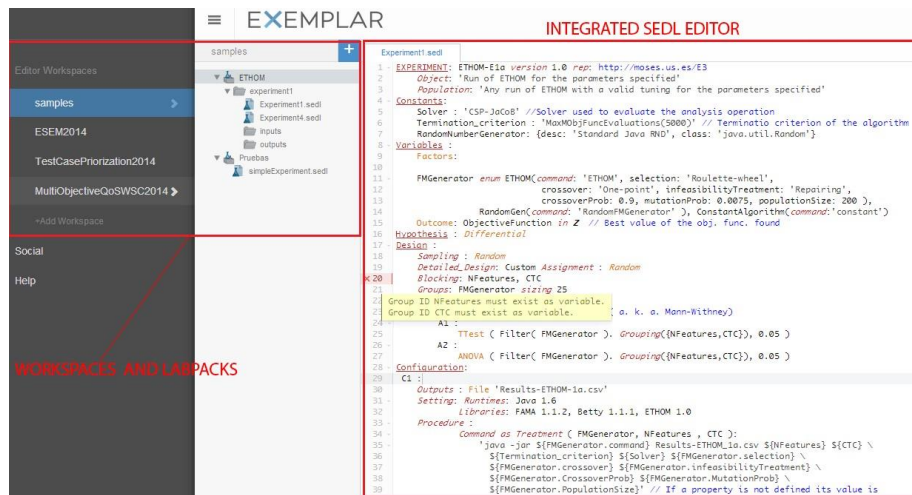 EXEMPLAR
INTEGRATED SEDL EDITOR
samples
+
Editor Workspaces
samples
ESEM2014
TestCasePriorization2014
MultiObjectiveQoSWSC2014
+Add Workspace
Social
Help
WORKSPACES AND LABPACKS
ETHOM
experiment1
Experiment1.sedl
Experiment4.sedl
inputs
outputs
Pruebas
simpleExperiment.sedl
Experiment1.sedl
1 EXPERIMENT: ETHOM-E1a version 1.0 rep: http://moses.us.es/E3
2 Object: 'Run of ETHOM for the parameters specified'
3 Population: 'Any run of ETHOM with a valid tuning for the parameters specified'
4 Constants:
5 Solver : 'CSP-JaCoB' //Solver used to evaluate the analysis operation
6 Termination_criterion : 'MaxMObjFuncEvaluations(5000)' // Terminatio criterion of the algorithm
7 RandomNumberGenerator: {desc: 'Standard Java RND', class: 'java.util.Random'}
8 Variables :
9 Factors:
10
11 FMGenerator enum ETHOM(command: 'ETHOM', selection: 'Roulette-wheel',
12 crossover: 'One-point', infeasibilityTreatment: 'Repairing',
13 crossoverProb: 0.9, mutationProb: 0.0075, populationSize: 200 ),
14 RandomGen(command: 'RandomFMGenerator' ), ConstantAlgorithm(command:'constant')
15 Outcome: ObjectiveFunction in Z // Best value of the obj. func. found
16 Hypothesis : Differential
17 Design :
18 Sampling : Random
19 Detailed_Design: Custom Assignment : Random
20 Blocking: NFeatures, CTC
21 Groups: FMGenerator sizing 25
22
Group ID NFeatures must exist as variable.
23 ( a. k. a. Mann-Withney)
Group ID CTC must exist as variable.
24 A1 :
25 TTest ( Filter( FMGenerator ). Grouping({NFeatures,CTC}), 0.05 )
26 A2 :
27 ANOVA ( Filter( FMGenerator ). Grouping({NFeatures,CTC}), 0.05 )
28 Configuration:
29 C1 :
30 Outputs : File 'Results-ETHOM-1a.csv'
31 Setting: Runtimes: Java 1.6
32 Libraries: FAMA 1.1.2, Betty 1.1.1, ETHOM 1.0
33 Procedure :
34 Command as Treatment ( FMGenerator, NFeatures , CTC ):
35 'java -jar ${FMGenerator.command} Results-ETHOM_1a.csv ${NFeatures} ${CTC} \
36 ${Termination_criterion} ${Solver} ${FMGenerator.selection} \
37 ${FMGenerator.crossover} ${FMGenerator.infeasibilityTreatment} \
38 ${FMGenerator.CrossoverProb} ${FMGenerator.MutationProb} \
39 ${FMGenerator.PopulationSize}' // If a property is not defined its value is